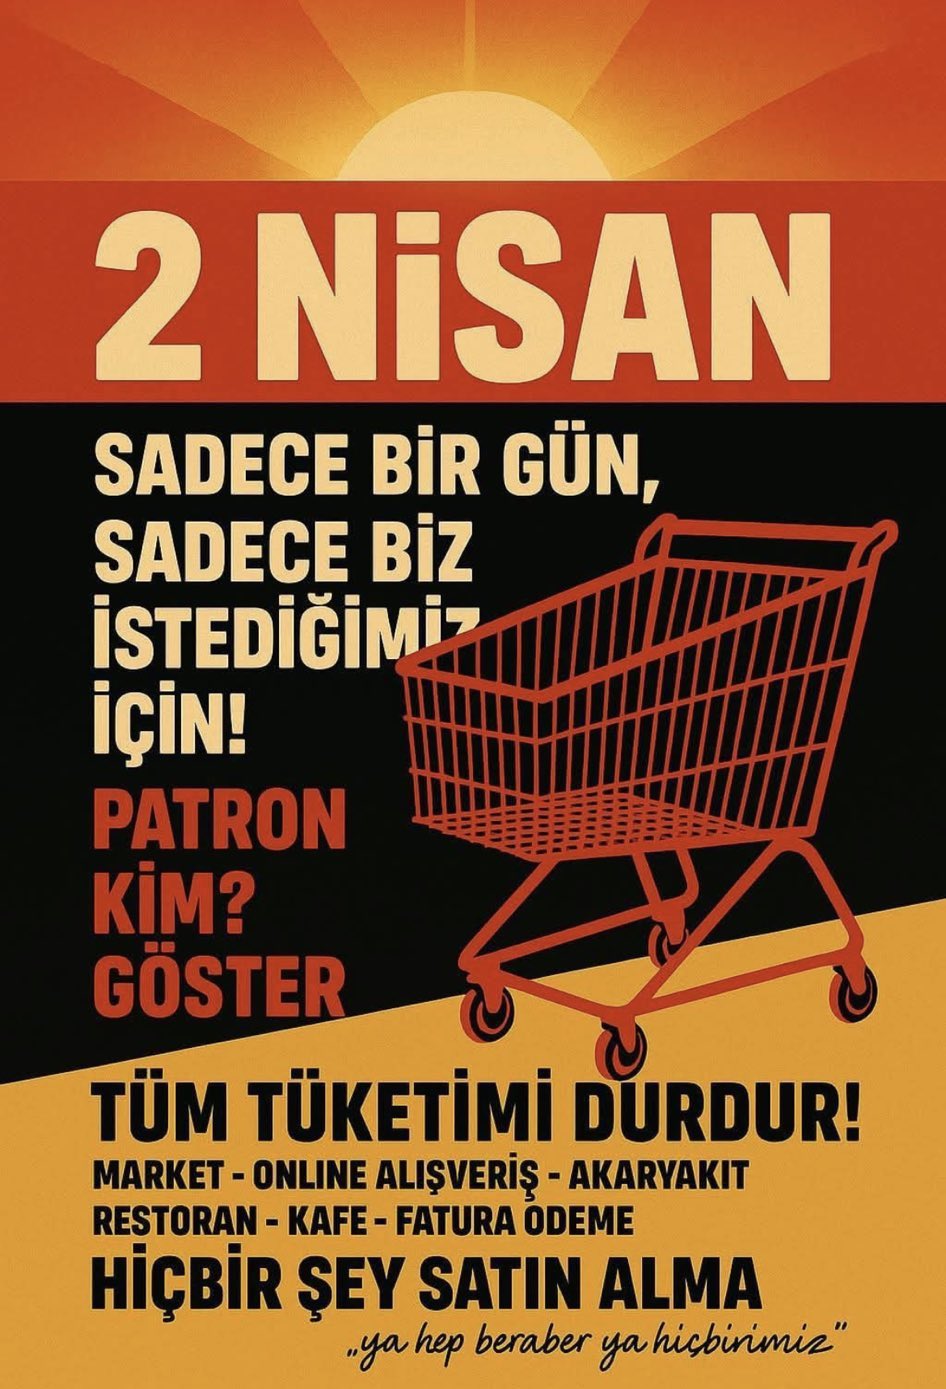 2 NiSAN
SADECE BİR GÜN,
SADECE BİZ
İSTEDİĞİMİZ
İÇİN!
PATRON
KİM?
GÖSTER
TÜM TÜKETİMİ DURDUR!
MARKET - ONLINE ALIŞVERİŞ - AKARYAKIT
RESTORAN - KAFE - FATURA ÖDEME
HİÇBİR ŞEY SATIN ALMA
„ya hep beraber ya hiçbirimiz"